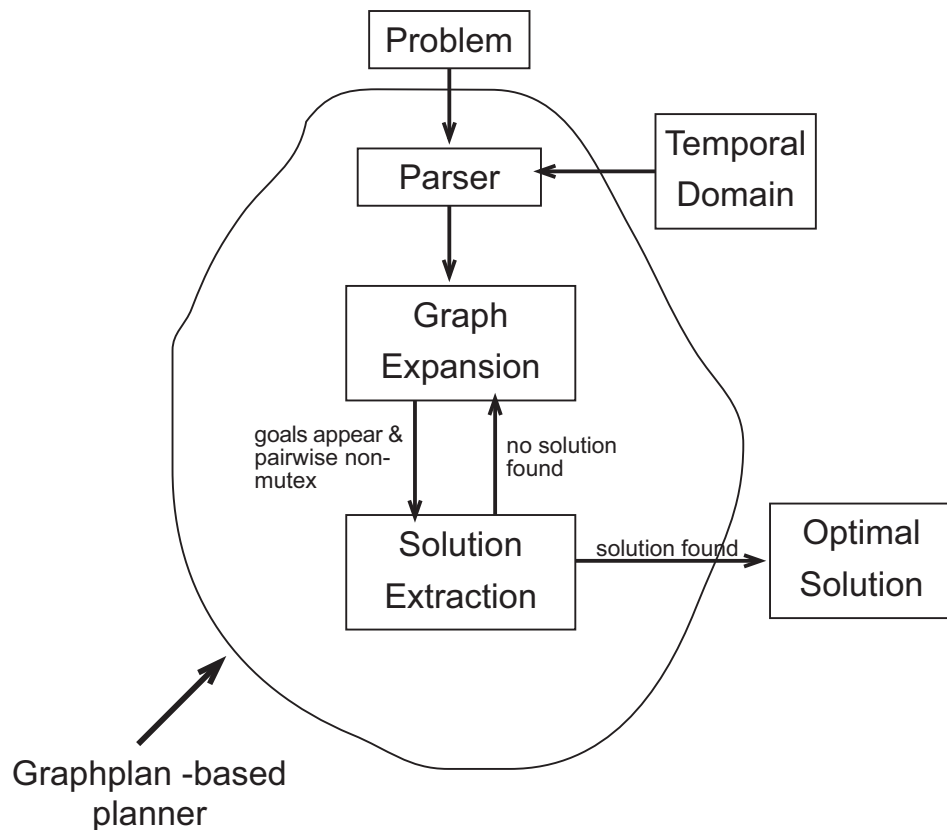 Problem
Parser
Temporal
Domain
Graph
Expansion
goals appear &
pairwise non-
mutex
no solution
found
Solution
Extraction
solution found
Optimal
Solution
Graphplan -based
planner